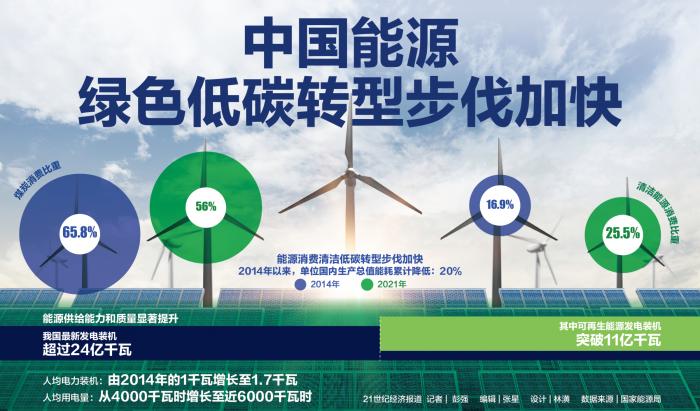 中国能源
绿色低碳转型步伐加快
煤炭消费比重
65.8%
56%
16.9%
清洁能源消费比重
25.5%
能源消费清洁低碳转型步伐加快
2014年以来，单位国内生产总值能耗累计降低：20%
2014年 2021年
能源供给能力和质量显著提升
我国最新发电装机
超过24亿千瓦
其中可再生能源发电装机
突破11亿千瓦
人均电力装机：由2014年的1千瓦增长至1.7千瓦
人均用电量：从4000千瓦时增长至近6000千瓦时
21世纪经济报道 记者｜彭强 编辑｜张星 设计｜林潢 数据来源｜国家能源局